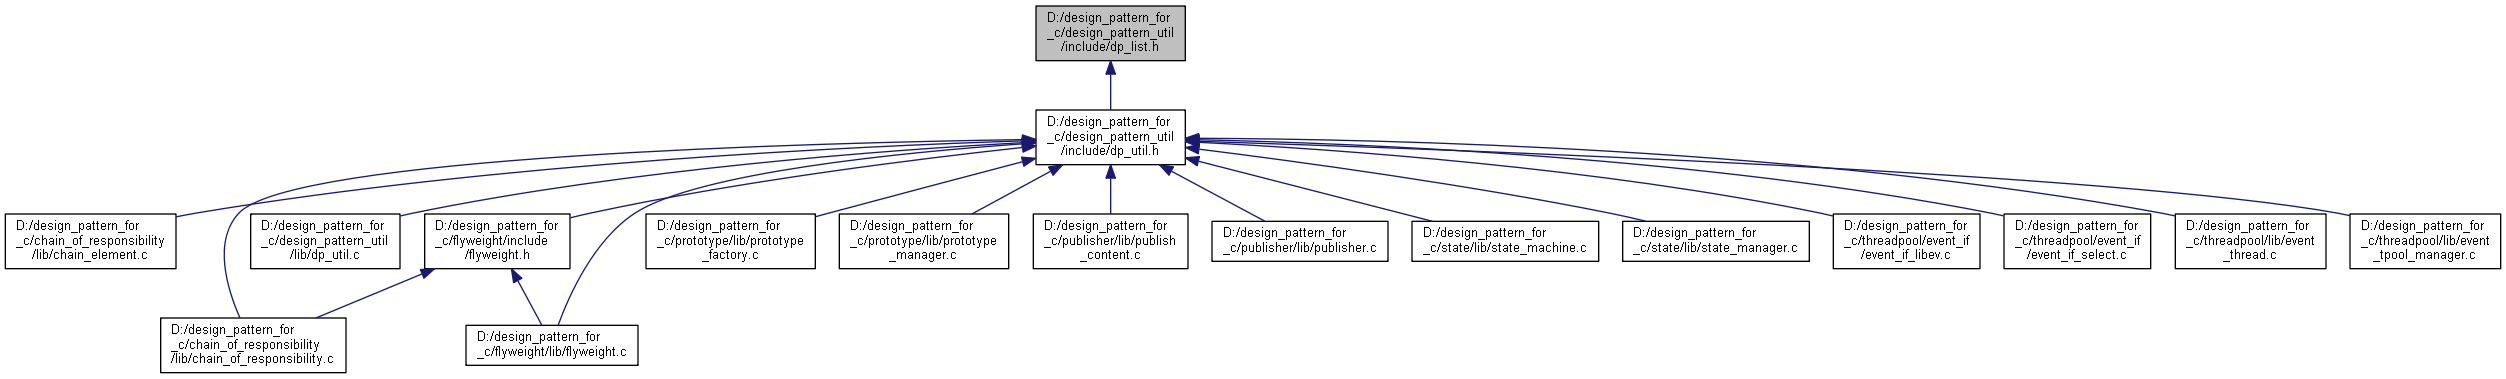 D:/design_pattern_for
_c/design_pattern_util
/include/dp_list.h
D:/design_pattern_for
_c/design_pattern_util
/include/dp_util.h
D:/design_pattern_for
_c/chain_of_responsibility
/lib/chain_element.c
D:/design_pattern_for
_c/design_pattern_util
/lib/dp_util.c
D:/design_pattern_for
_c/flyweight/include
/flyweight.h
D:/design_pattern_for
_c/prototype/lib/prototype
_factory.c
D:/design_pattern_for
_c/prototype/lib/prototype
_manager.c
D:/design_pattern_for
_c/publisher/lib/publish
_content.c
D:/design_pattern_for
_c/publisher/lib/publisher.c
D:/design_pattern_for
_c/state/lib/state_machine.c
D:/design_pattern_for
_c/state/lib/state_manager.c
D:/design_pattern_for
_c/threadpool/event_if
/event_if_libev.c
D:/design_pattern_for
_c/threadpool/event_if
/event_if_select.c
D:/design_pattern_for
_c/threadpool/lib/event
_thread.c
D:/design_pattern_for
_c/threadpool/lib/event
_tpool_manager.c
D:/design_pattern_for
_c/chain_of_responsibility
/lib/chain_of_responsibility.c
D:/design_pattern_for
_c/flyweight/lib/flyweight.c